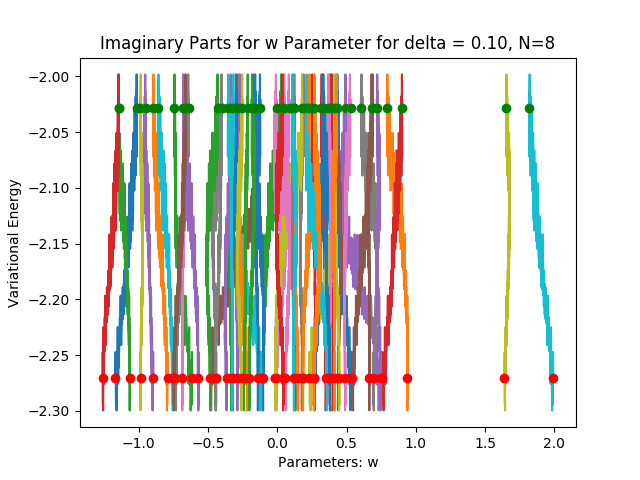 Imaginary Parts for w Parameter for delta = 0.10, N=8
−2.00
−2.05
−2.10
−2.15
−2.20
−2.25
−2.30
Variational Energy
−1.0 −0.5 0.0 0.5 1.0 1.5 2.0
Parameters: w